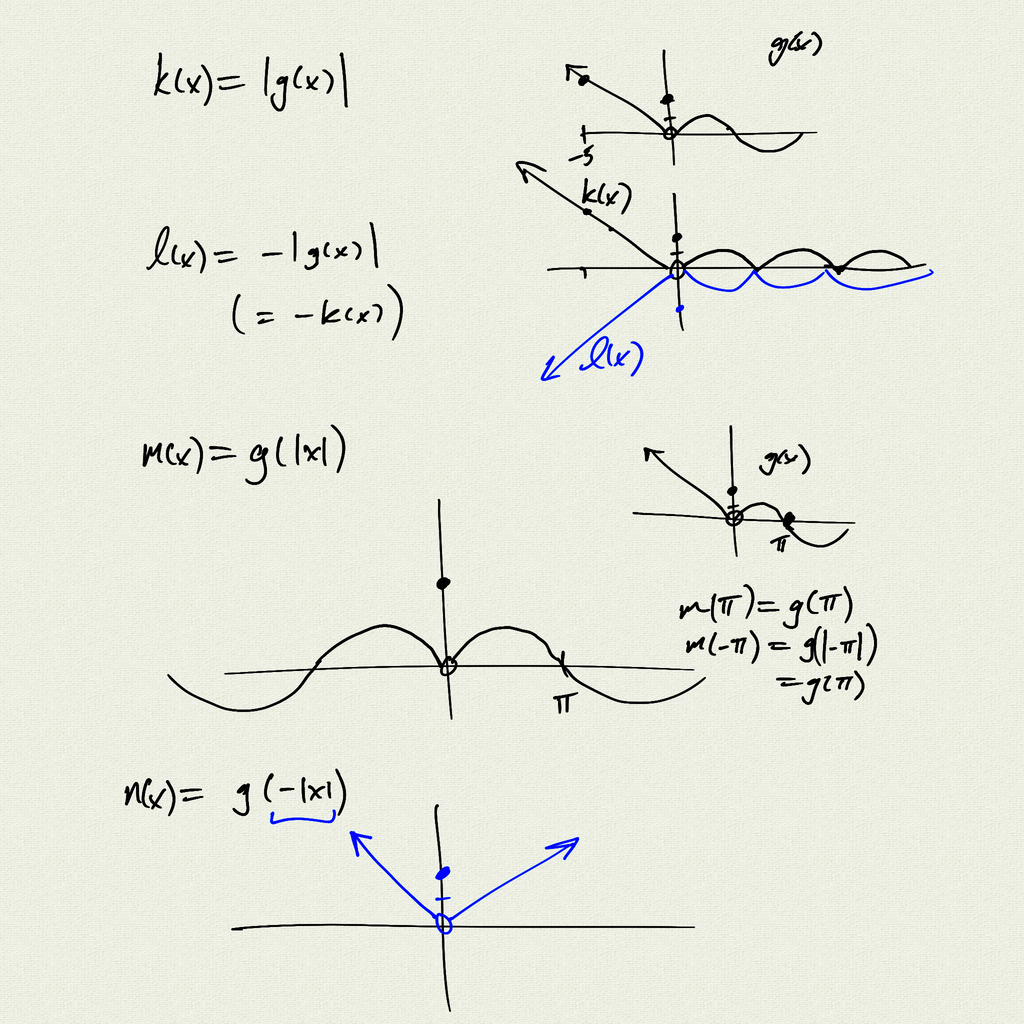 k(x) = |g(x)|
g(x)
-5
k(x)
l(x) = -|g(x)|
(= -k(x))
l(x)
m(x) = g(|x|)
g(x)
π
m(π) = g(π)
m(-π) = g(|-π|)
= g(π)
π
n(x) = g(-|x|)